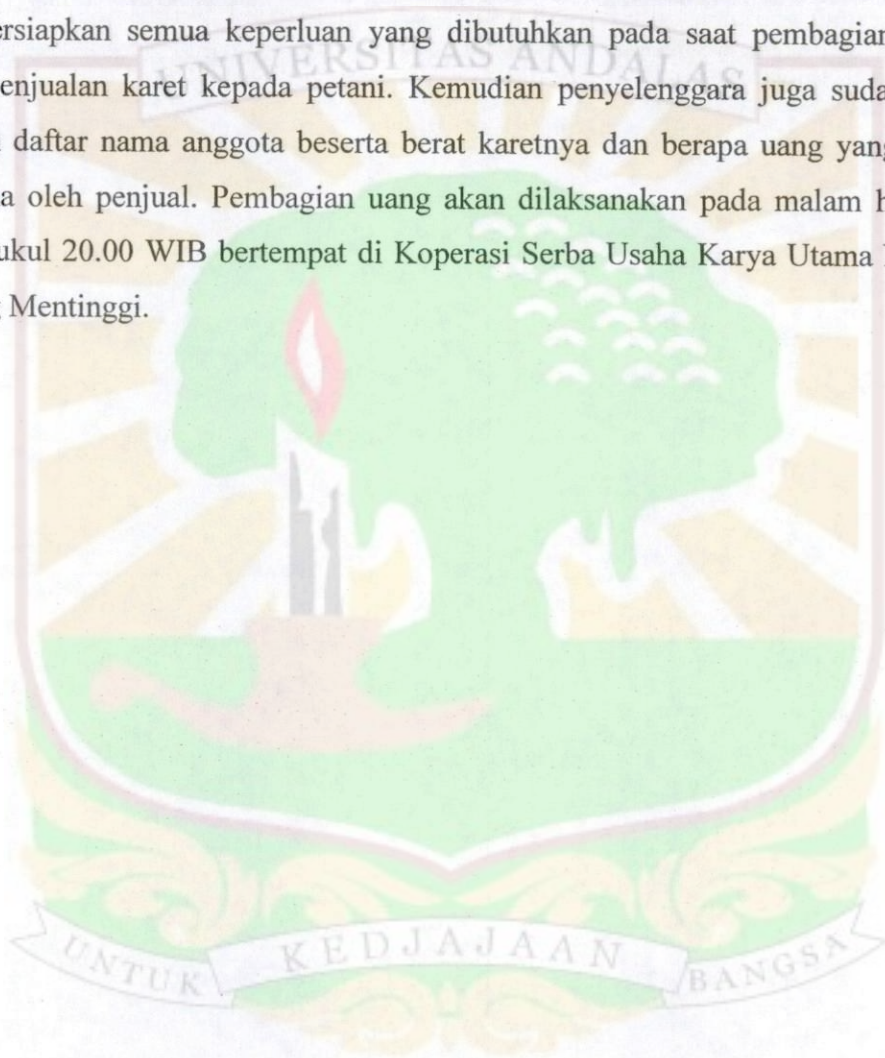 ersiapkan semua keperluan yang dibutuhkan pada saat pembagian
UNIVERSITAS ANDALAS
enjualan karet kepada petani. Kemudian penyelenggara juga suda
daftar nama anggota beserta berat karetnya dan berapa uang yang
a oleh penjual. Pembagian uang akan dilaksanakan pada malam h
ukul 20.00 WIB bertempat di Koperasi Serba Usaha Karya Utama
Mentinggi.
UNTUK KEDJAJAAN BANGSA